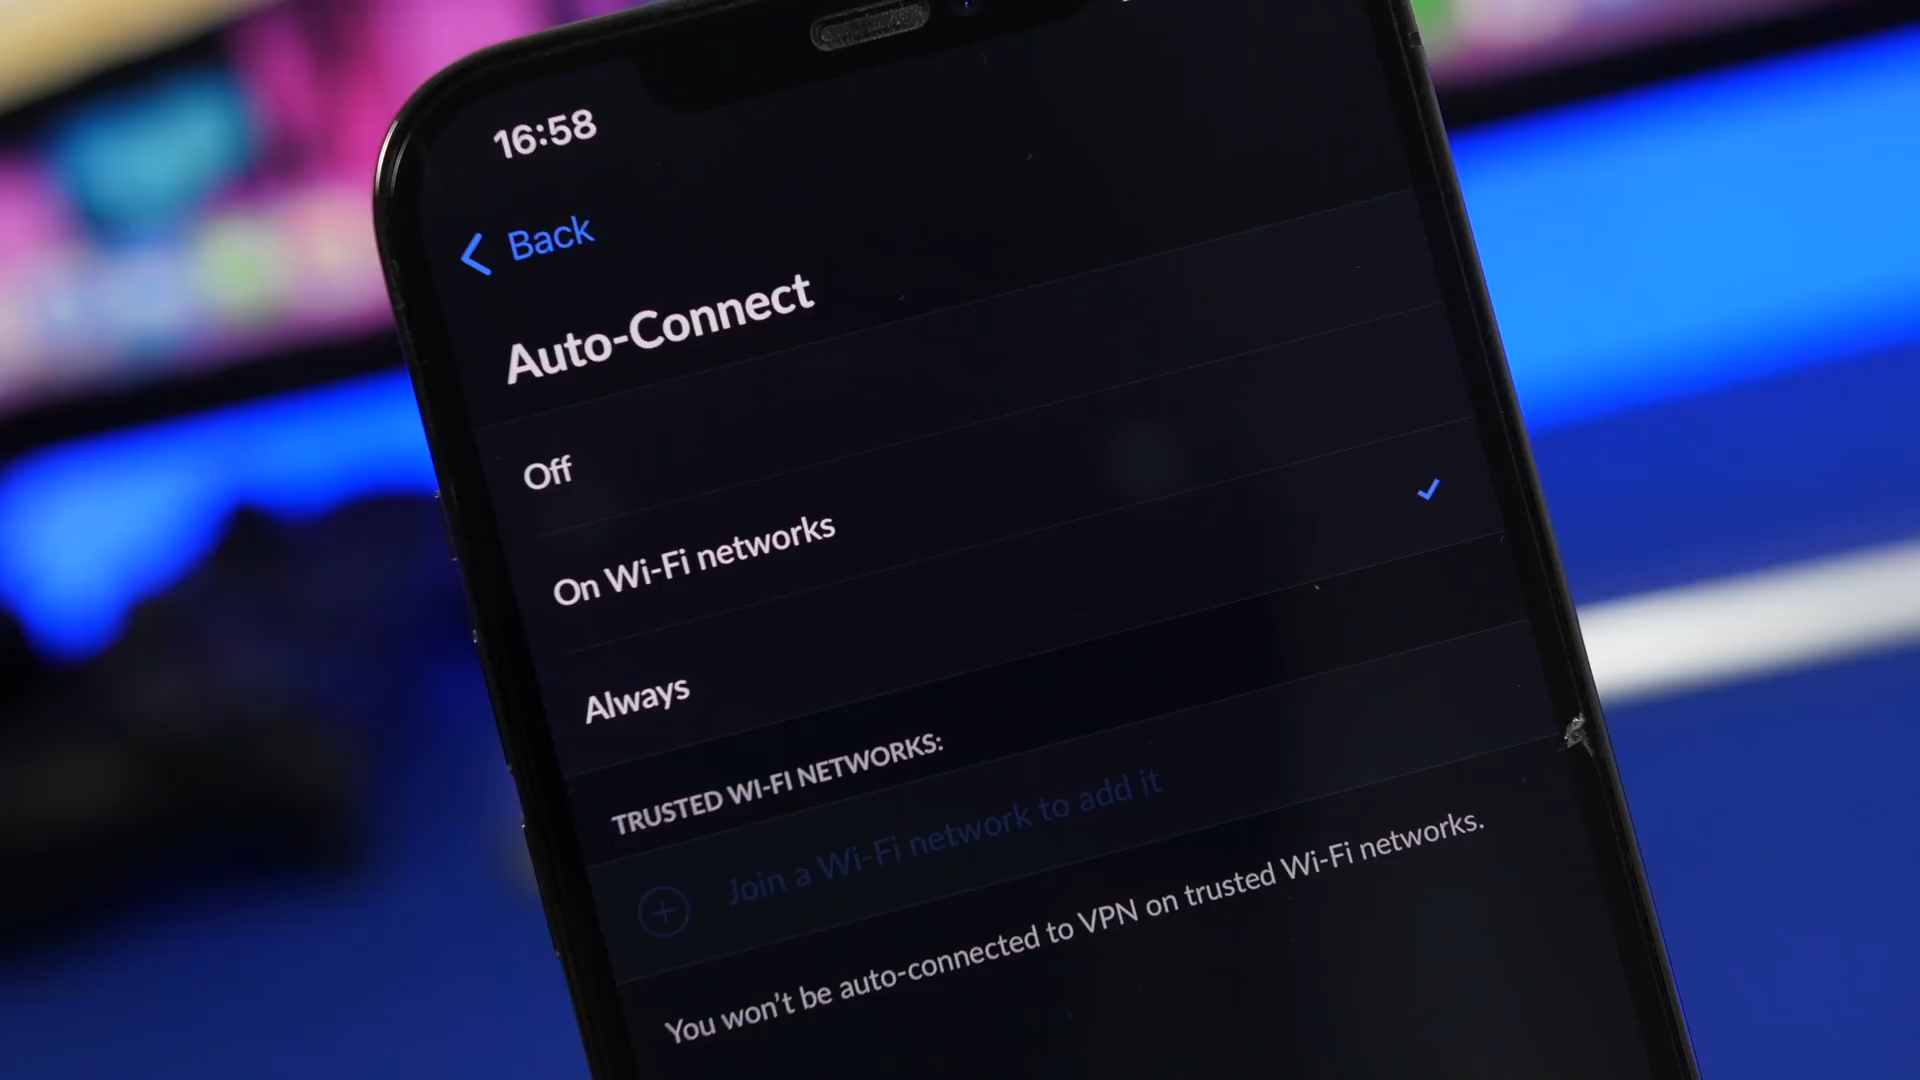 16:58
Back
Auto-Connect
Off
On Wi-Fi networks
Always
TRUSTED WI-FI NETWORKS:
Join a Wi-Fi network to add it
You won't be auto-connected to VPN on trusted Wi-Fi networks.